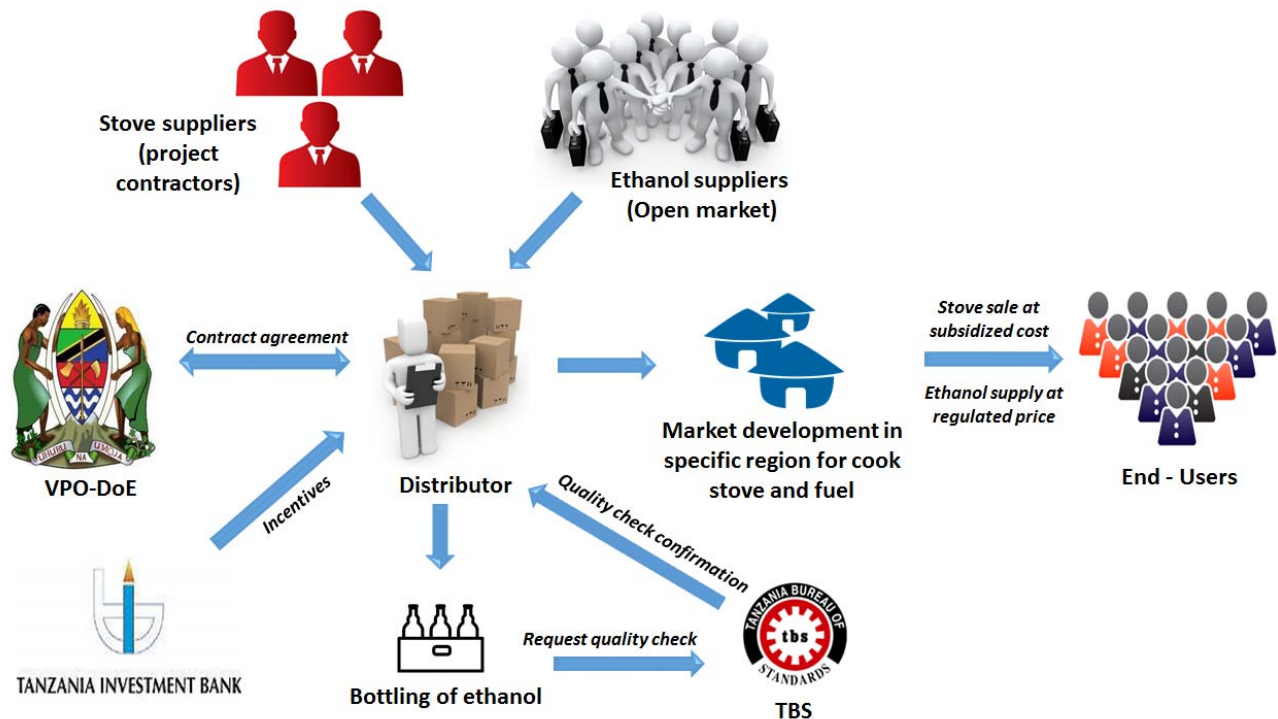 Stove suppliers
(project
contractors)
Ethanol suppliers
(Open market)
Contract agreement
UHURU NA UMOJA
VPO-DoE
Distributor
Market development in
specific region for cook
stove and fuel
Stove sale at
subsidized cost
Ethanol supply at
regulated price
End - Users
Incentives
TANZANIA INVESTMENT BANK
Quality check confirmation
Bottling of ethanol
Request quality check
TANZANIA BUREAU OF
tbs
STANDARDS
TBS